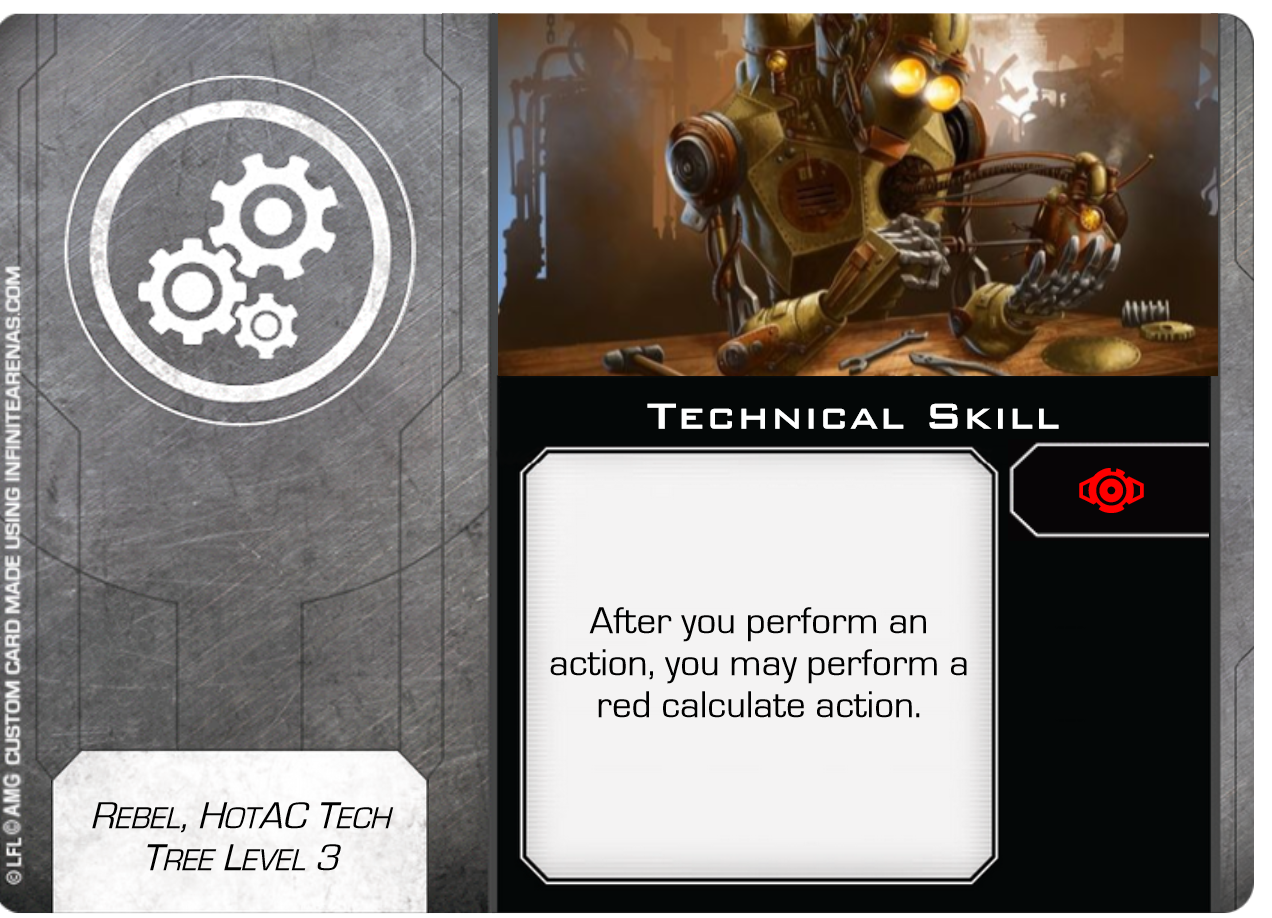 Technical Skill
After you perform an
action, you may perform a
red calculate action.
Rebel, HotAC Tech
Tree Level 3
© LFL © AMG CUSTOM CARD MADE USING INFINITEARENAS.COM